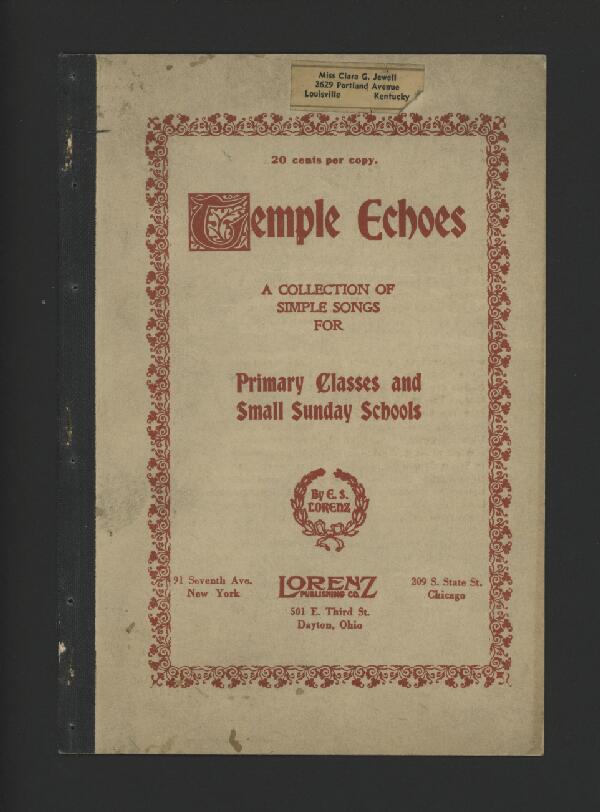 Miss Clara G. Jewell
2629 Portland Avenue
Louisville Kentucky
20 cents per copy.
Temple Echoes
A COLLECTION OF
SIMPLE SONGS
FOR
Primary Classes and
Small Sunday Schools
By E. S.
LORENZ
91 Seventh Ave.
New York
LORENZ
PUBLISHING CO.
501 E. Third St.
Dayton, Ohio
209 S. State St.
Chicago